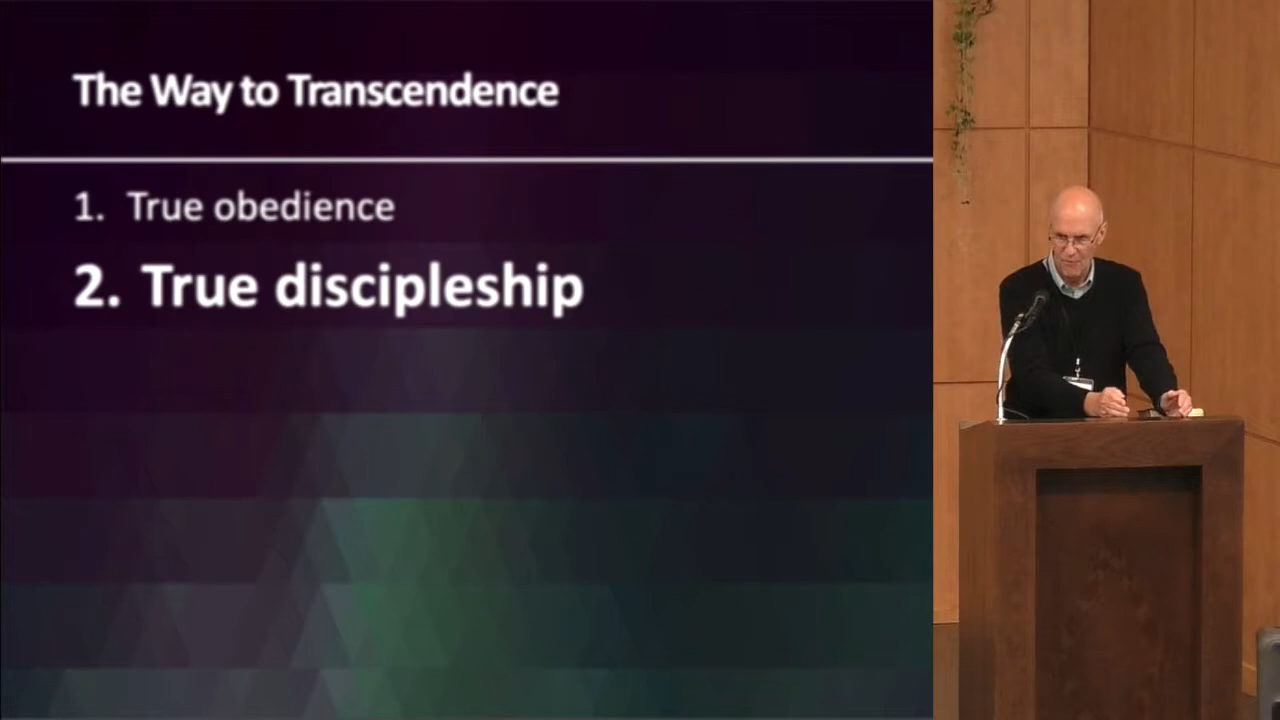 The Way to Transcendence
1. True obedience
2. True discipleship